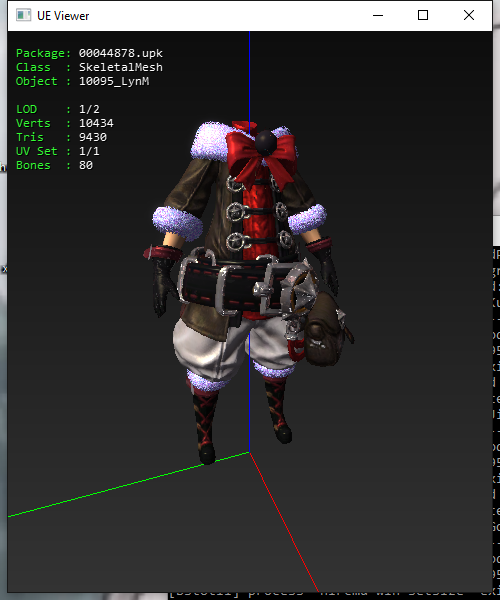 UE Viewer
Package: 00044878.upk
Class : SkeletalMesh
Object : 10095_LynM
LOD : 1/2
Verts : 10434
Tris : 9430
UV Set : 1/1
Bones : 80